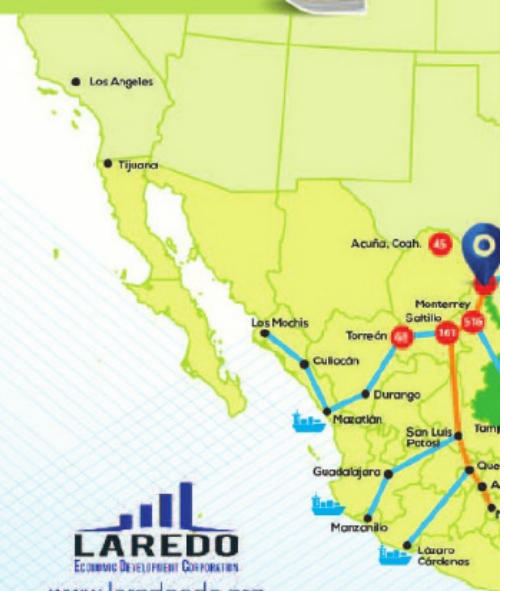 Los Angeles
Tijuana
Acuña, Coah. 45
Monterrey
516
Saltillo
161
Torreón 68
Los Mochis
Culiacán
Durango
Mazatlán
San Luis
Potosí
Guadalajara
Manzanillo
Lázaro
Cárdenas
LAREDO
ECONOMIC DEVELOPMENT CORPORATION